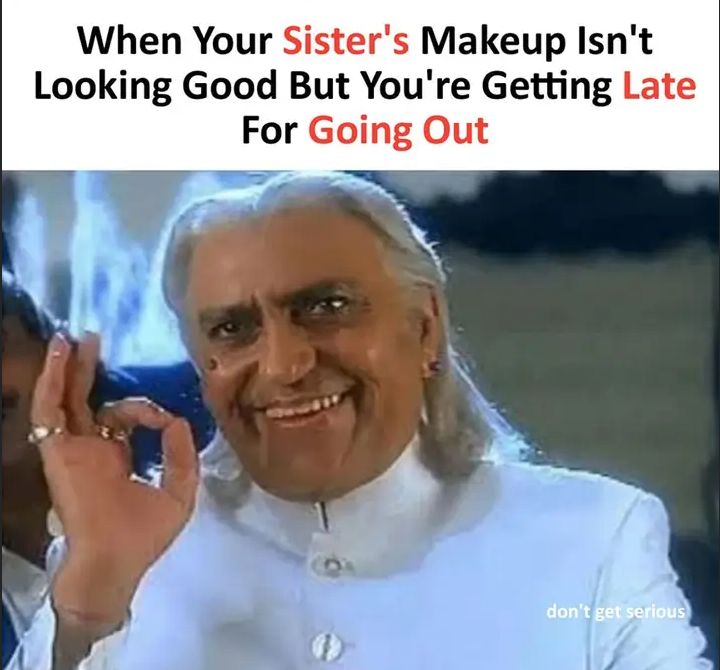 When Your Sister's Makeup Isn't
Looking Good But You're Getting Late
For Going Out
don't get serious